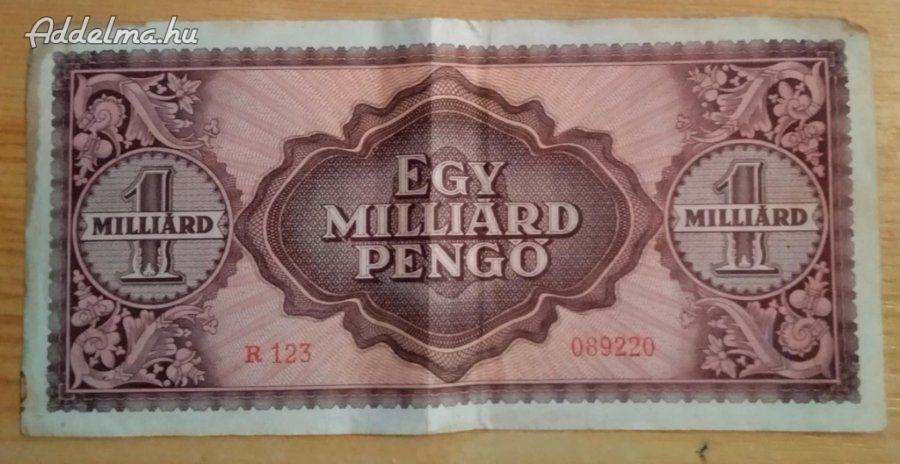 Addelma.hu
EGY
MILLIÁRD
PENGŐ
1
MILLIÁRD
1
MILLIÁRD
R 123
089220